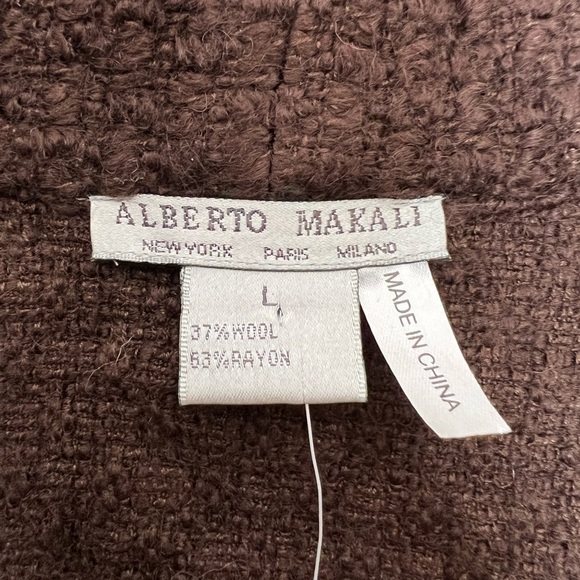 ALBERTO MAKALI
NEW YORK PARIS MILANO
L
37%WOOL
63%RAYON
MADE IN CHINA